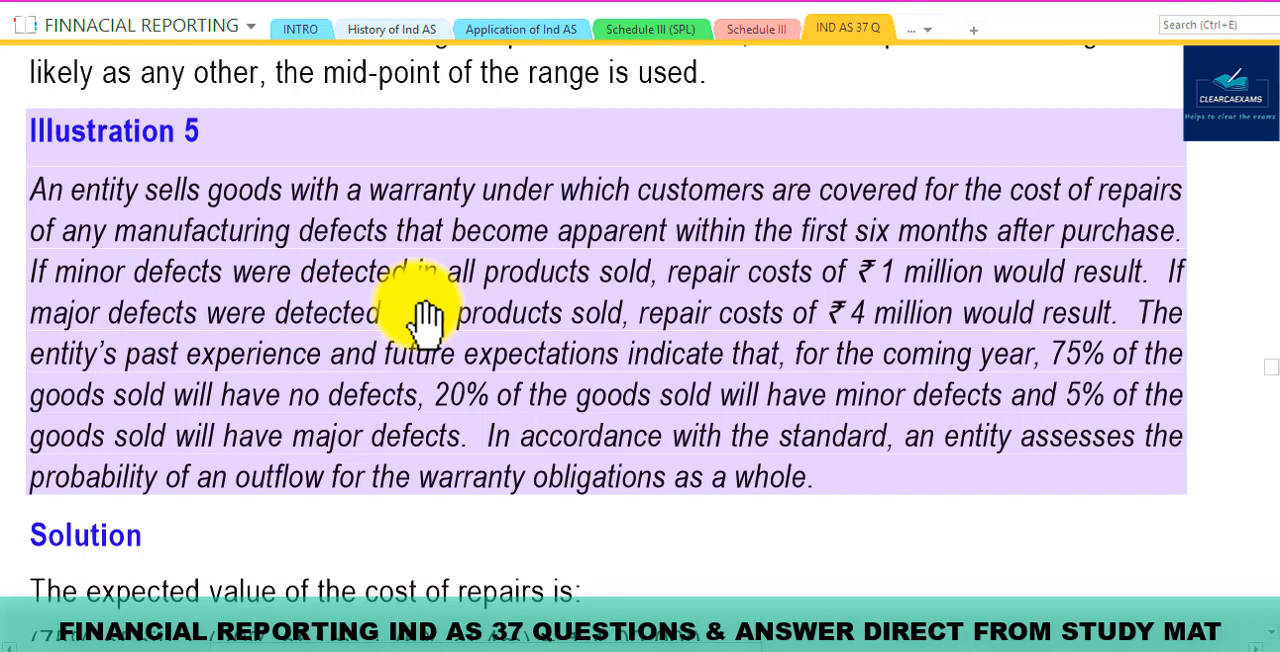 FINNACIAL REPORTING
INTRO
History of Ind AS
Application of Ind AS
Schedule III (SPL)
Schedule III
IND AS 37 Q
...
Search (Ctrl+E)
likely as any other, the mid-point of the range is used.
CLEARCAEXAMS
Helps to clear the exams
Illustration 5
An entity sells goods with a warranty under which customers are covered for the cost of repairs
of any manufacturing defects that become apparent within the first six months after purchase.
If minor defects were detected in all products sold, repair costs of ₹ 1 million would result. If
major defects were detected products sold, repair costs of ₹ 4 million would result. The
entity's past experience and future expectations indicate that, for the coming year, 75% of the
goods sold will have no defects, 20% of the goods sold will have minor defects and 5% of the
goods sold will have major defects. In accordance with the standard, an entity assesses the
probability of an outflow for the warranty obligations as a whole.
Solution
The expected value of the cost of repairs is:
FINANCIAL REPORTING IND AS 37 QUESTIONS & ANSWER DIRECT FROM STUDY MAT